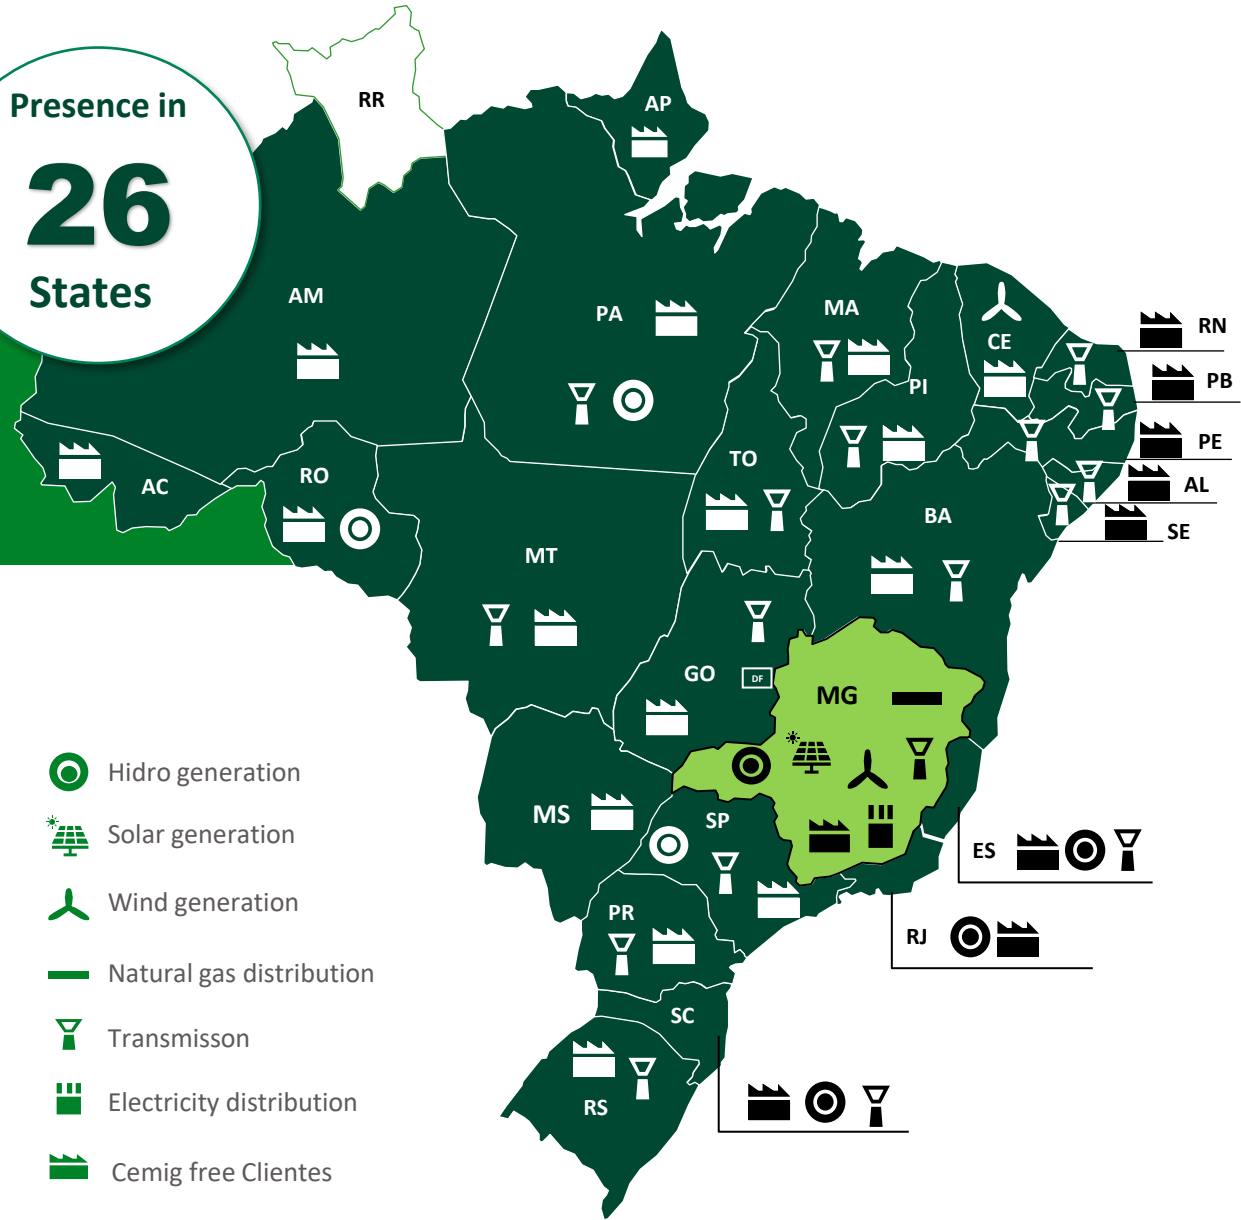 Presence in
26
States
RR
AP
AM
PA
MA
CE
PI
RN
PB
PE
AL
SE
AC
RO
TO
BA
MT
GO
DF
MG
MS
SP
ES
PR
RJ
SC
RS
Hidro generation
Solar generation
Wind generation
Natural gas distribution
Transmisson
Electricity distribution
Cemig free Clientes